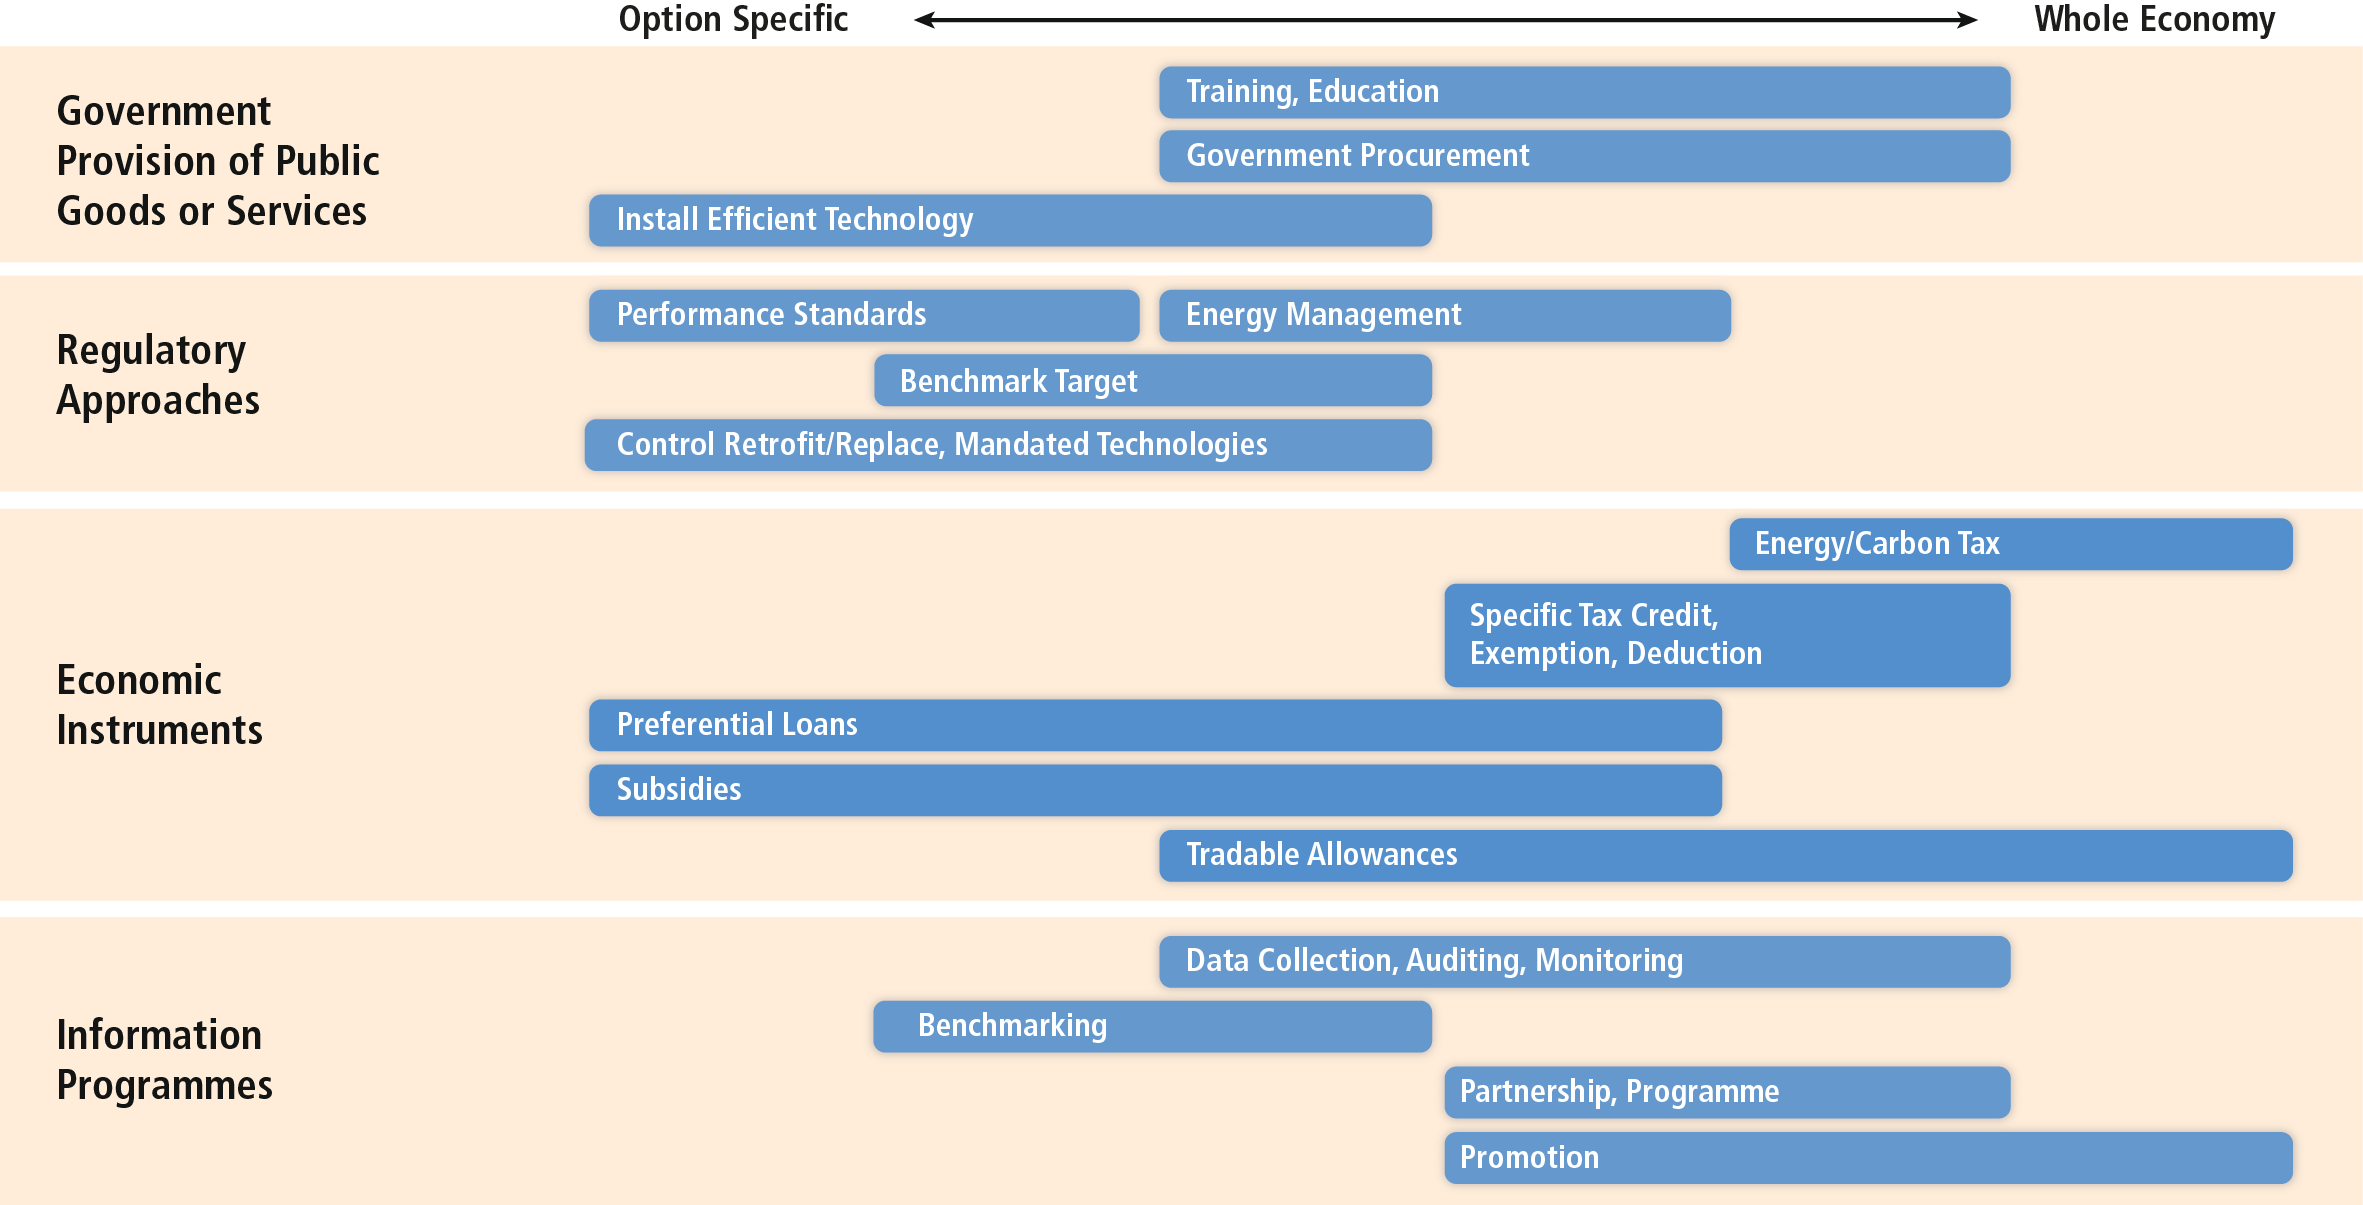 Option Specific
Whole Economy
Government
Provision of Public
Goods or Services
Training, Education
Government Procurement
Install Efficient Technology
Regulatory
Approaches
Performance Standards
Energy Management
Benchmark Target
Control Retrofit/Replace, Mandated Technologies
Economic
Instruments
Energy/Carbon Tax
Specific Tax Credit,
Exemption, Deduction
Preferential Loans
Subsidies
Tradable Allowances
Information
Programmes
Data Collection, Auditing, Monitoring
Benchmarking
Partnership, Programme
Promotion